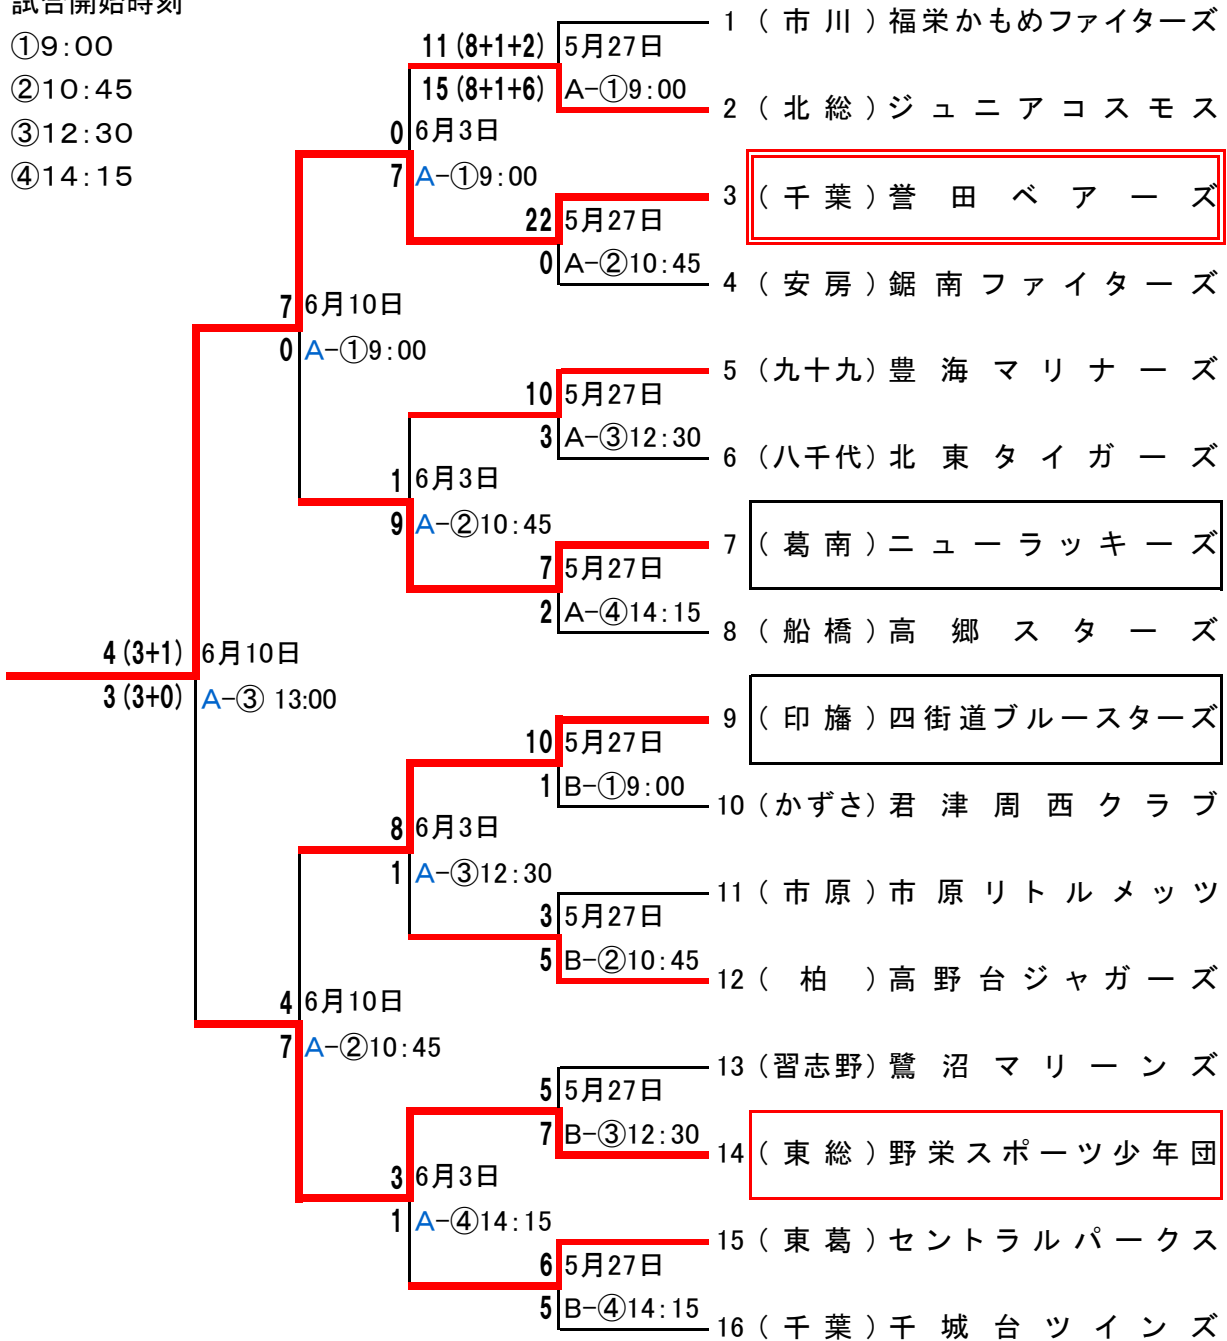 試合開始時刻
①9:00
②10:45
③12:30
④14:15
1 (市川) 福栄かもめファイターズ
11 (8+1+2) 5月27日
15 (8+1+6) A-①9:00
2 (北総) ジュニアコスモス
0 6月3日
7 A-①9:00
3 (千葉) 誉田ベアーズ
22 5月27日
0 A-②10:45
4 (安房) 鋸南ファイターズ
7 6月10日
0 A-①9:00
5 (九十九) 豊海マリナーズ
10 5月27日
3 A-③12:30
6 (八千代) 北東タイガーズ
1 6月3日
9 A-②10:45
7 (葛南) ニューラッキーズ
7 5月27日
2 A-④14:15
8 (船橋) 高郷スターズ
4 (3+1) 6月10日
3 (3+0) A-③ 13:00
9 (印旛) 四街道ブルースターズ
10 5月27日
1 B-①9:00
10 (かずさ) 君津周西クラブ
8 6月3日
1 A-③12:30
11 (市原) 市原リトルメッツ
3 5月27日
5 B-②10:45
12 (柏) 高野台ジャガーズ
4 6月10日
7 A-②10:45
13 (習志野) 鷺沼マリーンズ
5 5月27日
7 B-③12:30
14 (東総) 野栄スポーツ少年団
3 6月3日
1 A-④14:15
15 (東葛) セントラルパークス
6 5月27日
5 B-④14:15
16 (千葉) 千城台ツインズ